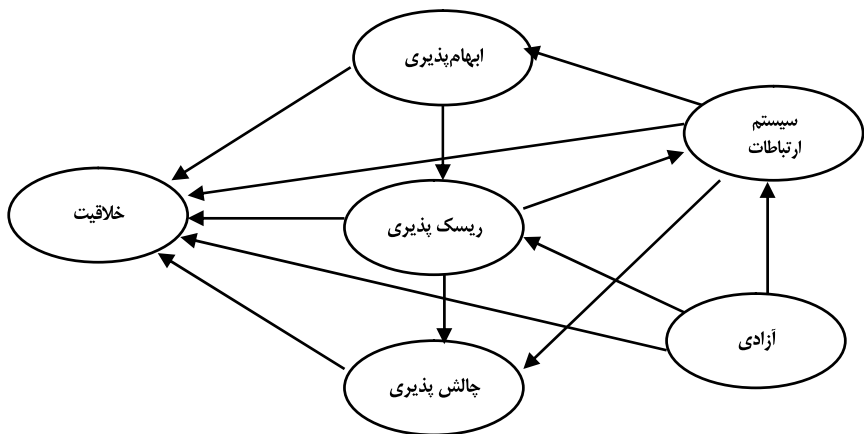 ابهام‌پذیری
سیستم
ارتباطات
خلاقیت
ریسک پذیری
آزادی
چالش پذیری